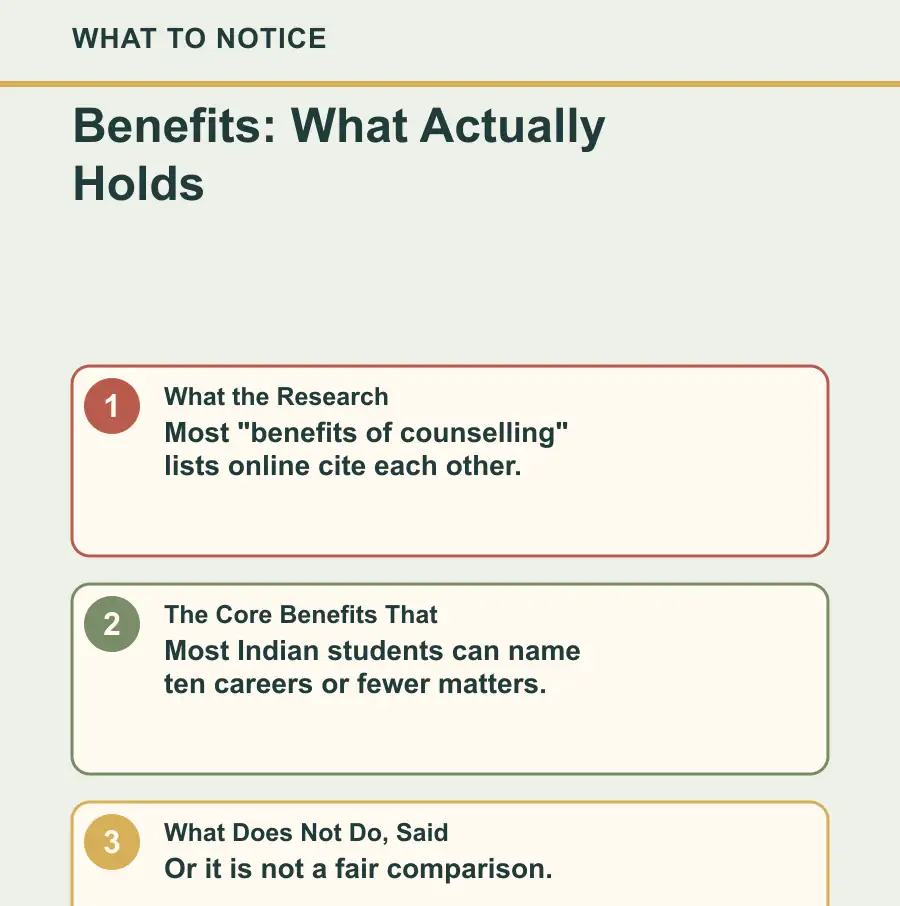 WHAT TO NOTICE
Benefits: What Actually
Holds
1
What the Research
Most "benefits of counselling"
lists online cite each other.
2
The Core Benefits That
Most Indian students can name
ten careers or fewer matters.
3
What Does Not Do, Said
Or it is not a fair comparison.